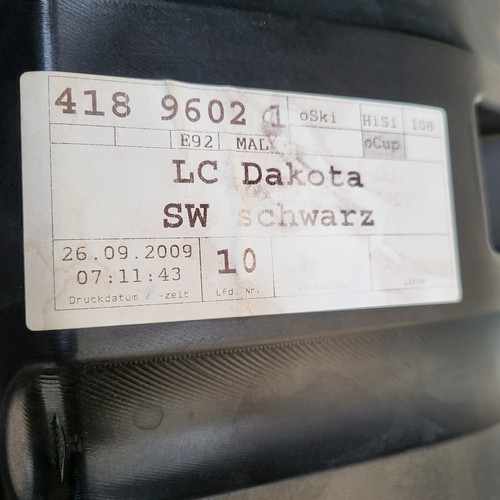 418 9602 oSki HiSi 108
E92 MAL oCup
LC Dakota
SW schwarz
26.09.2009 10
07:11:43
Druckdatum / -zeit Lfd. Nr.